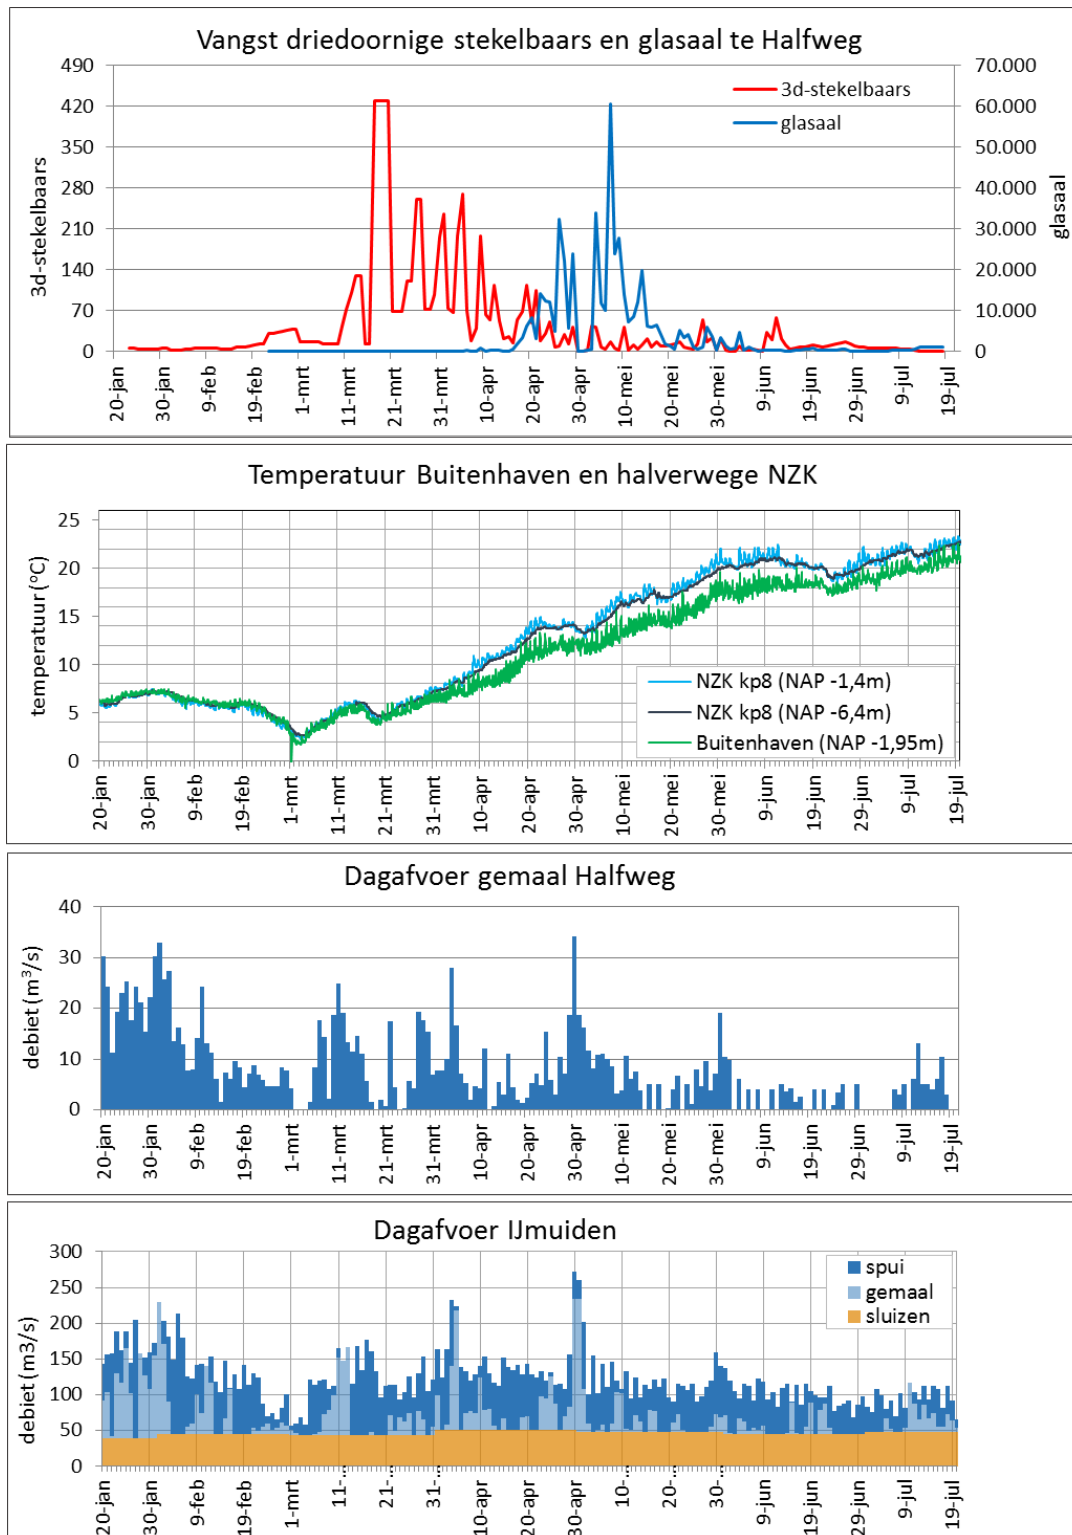 Vangst driedoornige stekelbaars en glasaal te Halfweg
490
420
350
280
210
140
70
0
3d-stekelbaars
70.000
60.000
50.000
40.000
30.000
20.000
10.000
0
glasaal
3d-stekelbaars
glasaal
20-jan
30-jan
9-feb
19-feb
1-mrt
11-mrt
21-mrt
31-mrt
10-apr
20-apr
30-apr
10-mei
20-mei
30-mei
9-jun
19-jun
29-jun
9-jul
19-jul
Temperatuur Buitenhaven en halverwege NZK
25
20
15
10
5
0
temperatuur (°C)
NZK kp8 (NAP -1,4m)
NZK kp8 (NAP -6,4m)
Buitenhaven (NAP -1,95m)
20-jan
30-jan
9-feb
19-feb
1-mrt
11-mrt
21-mrt
31-mrt
10-apr
20-apr
30-apr
10-mei
20-mei
30-mei
9-jun
19-jun
29-jun
9-jul
19-jul
Dagafvoer gemaal Halfweg
40
30
20
10
0
debiet (m³/s)
20-jan
30-jan
9-feb
19-feb
1-mrt
11-mrt
21-mrt
31-mrt
10-apr
20-apr
30-apr
10-mei
20-mei
30-mei
9-jun
19-jun
29-jun
9-jul
19-jul
Dagafvoer IJmuiden
300
250
200
150
100
50
0
debiet (m3/s)
spui
gemaal
sluizen
20-jan
30-jan
9-feb
19-feb
1-mrt
11-...
21-...
31-...
10-apr
20-apr
30-apr
10-...
20-...
30-...
9-jun
19-jun
29-jun
9-jul
19-jul